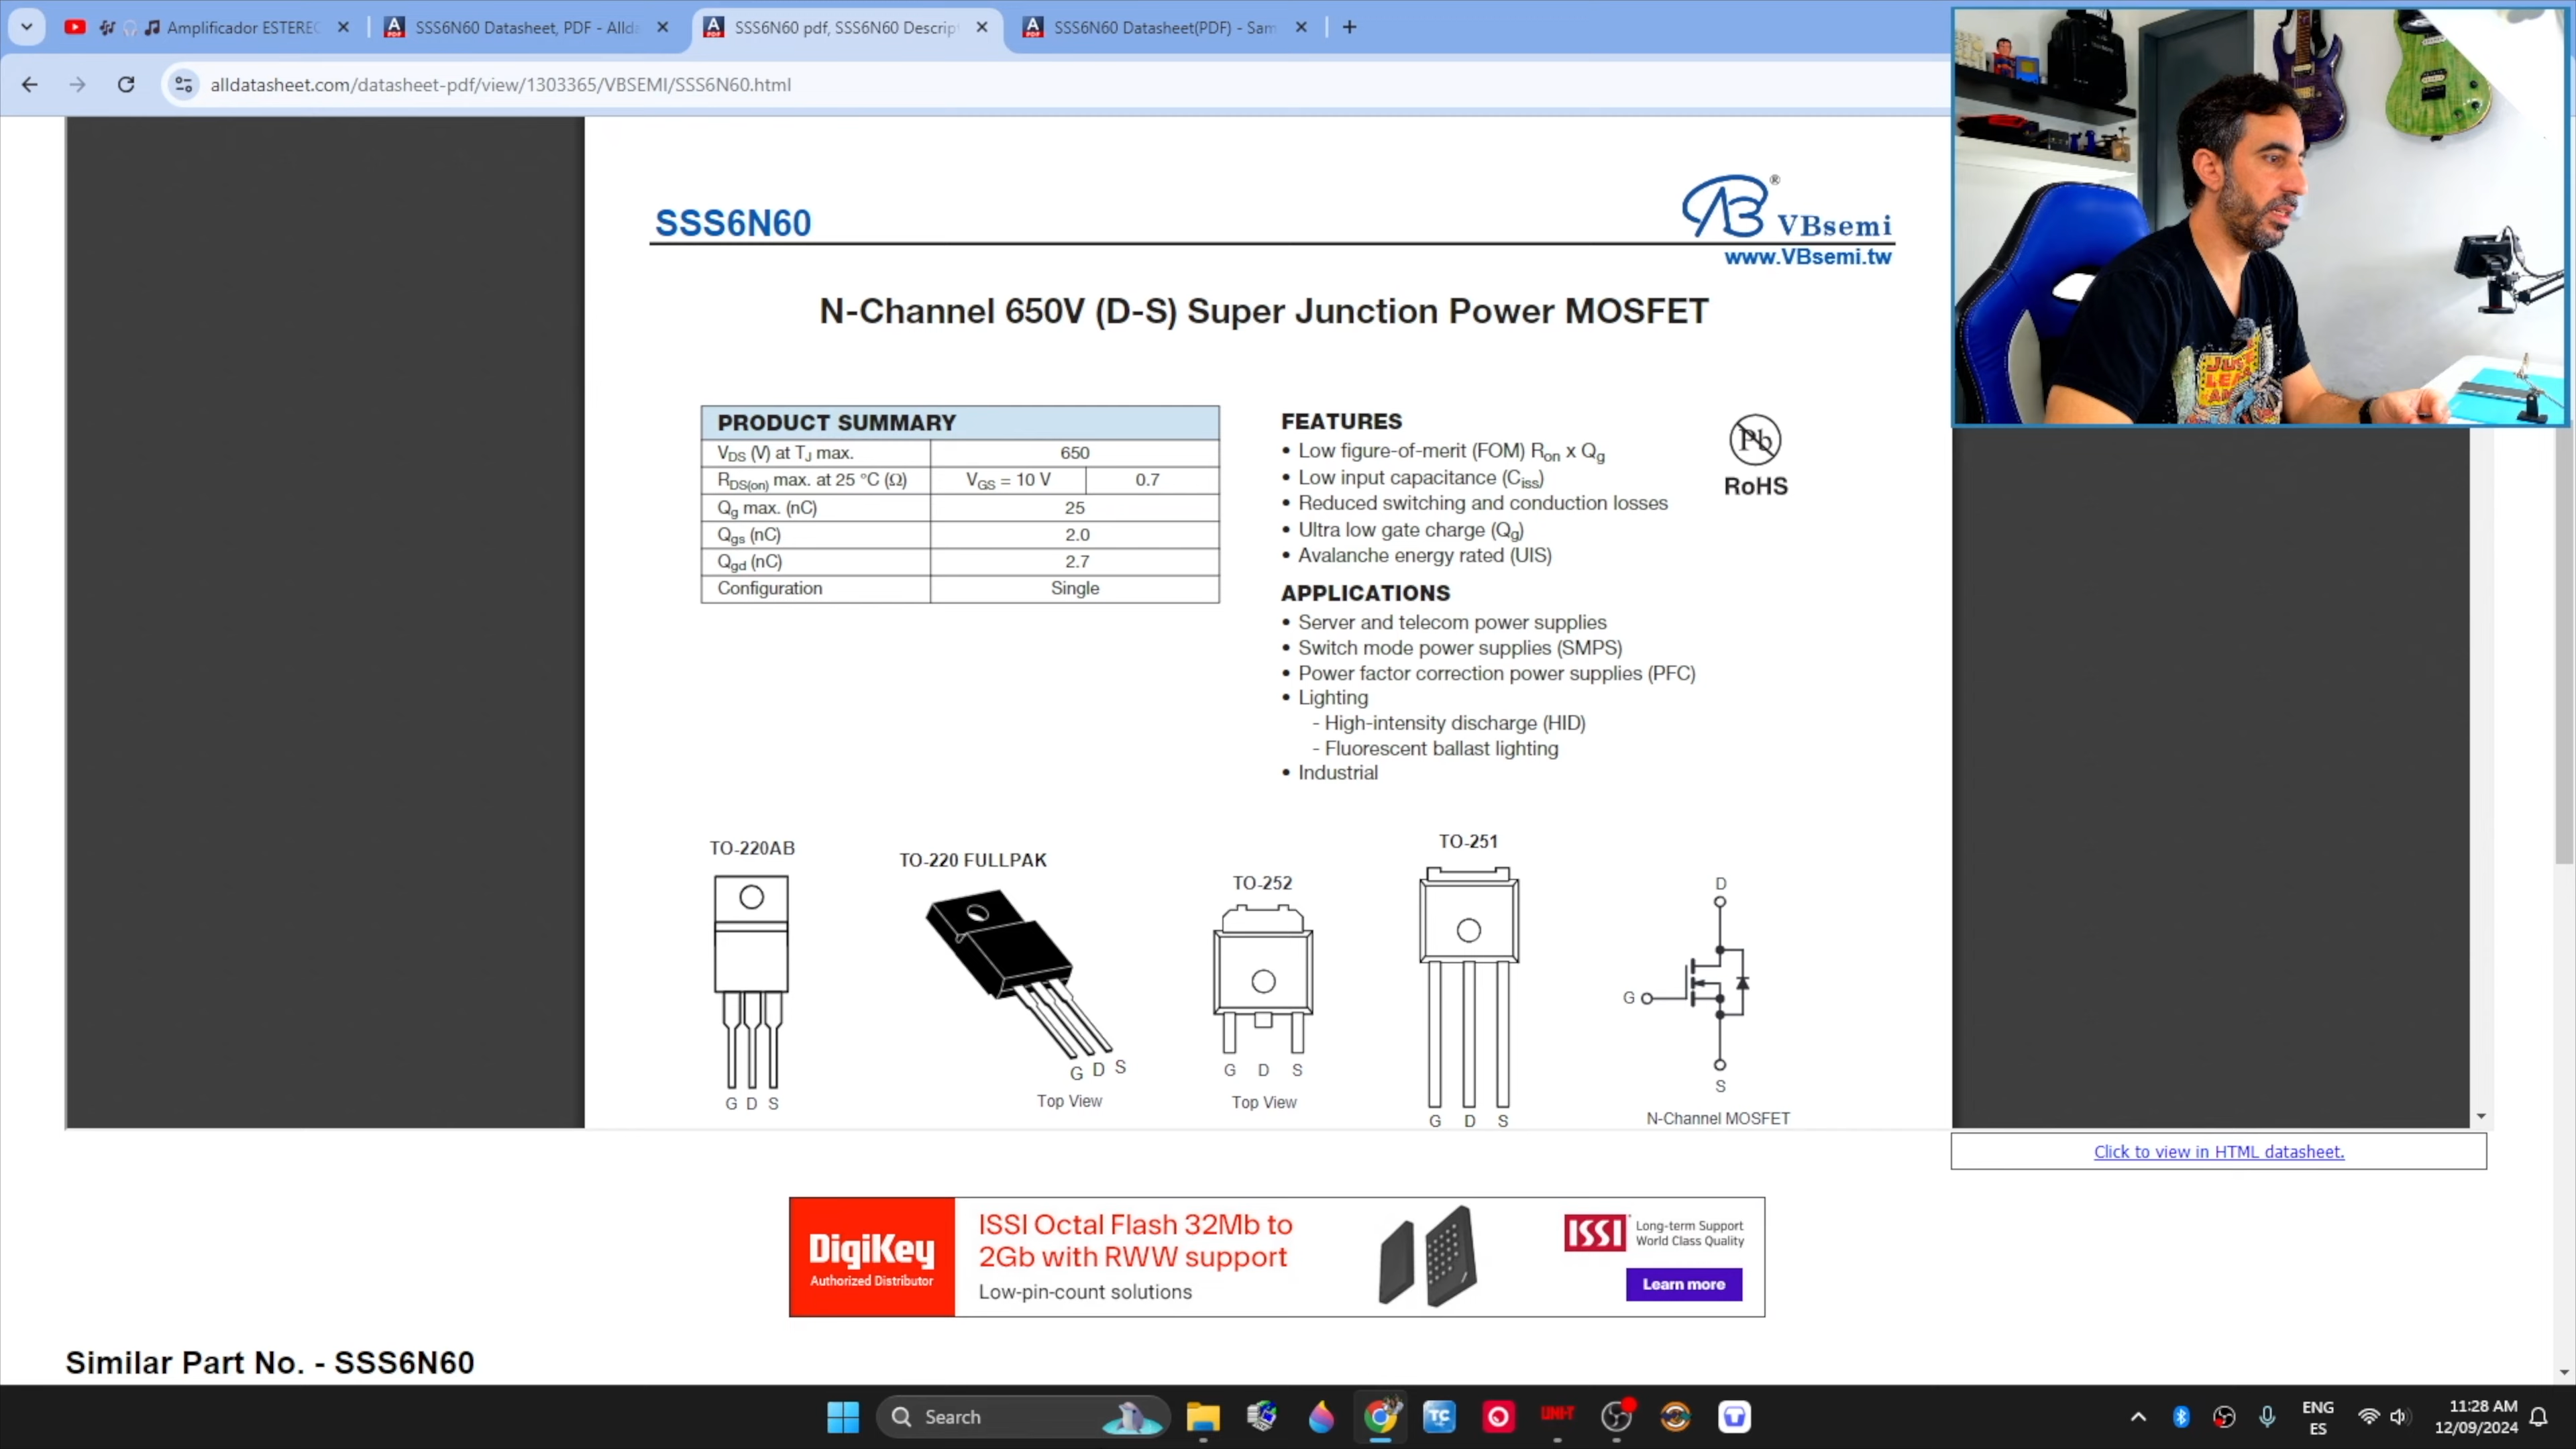 Amplificador ESTEREO
SSS6N60 Datasheet, PDF - Allda
SSS6N60 pdf, SSS6N60 Descrip
SSS6N60 Datasheet(PDF) - Sam
alldatasheet.com/datasheet-pdf/view/1303365/VBSEMI/SSS6N60.html
SSS6N60
VBsemi
®
www.VBsemi.tw
N-Channel 650V (D-S) Super Junction Power MOSFET
PRODUCT SUMMARY
VDS (V) at TJ max. 650
RDS(on) max. at 25 °C (Ω) VGS = 10 V 0.7
Qg max. (nC) 25
Qgs (nC) 2.0
Qgd (nC) 2.7
Configuration Single
FEATURES
• Low figure-of-merit (FOM) Ron x Qg
• Low input capacitance (Ciss)
• Reduced switching and conduction losses
• Ultra low gate charge (Qg)
• Avalanche energy rated (UIS)
Pb
RoHS
APPLICATIONS
• Server and telecom power supplies
• Switch mode power supplies (SMPS)
• Power factor correction power supplies (PFC)
• Lighting
- High-intensity discharge (HID)
- Fluorescent ballast lighting
• Industrial
TO-220AB
G D S
TO-220 FULLPAK
G D S
Top View
TO-252
G D S
Top View
TO-251
G D S
D
G
S
N-Channel MOSFET
Click to view in HTML datasheet.
DigiKey
Authorized Distributor
ISSI Octal Flash 32Mb to
2Gb with RWW support
Low-pin-count solutions
ISSI
Long-term Support
World Class Quality
Learn more
Similar Part No. - SSS6N60
Search
TC
UNI-T
ENG
ES
11:28 AM
12/09/2024